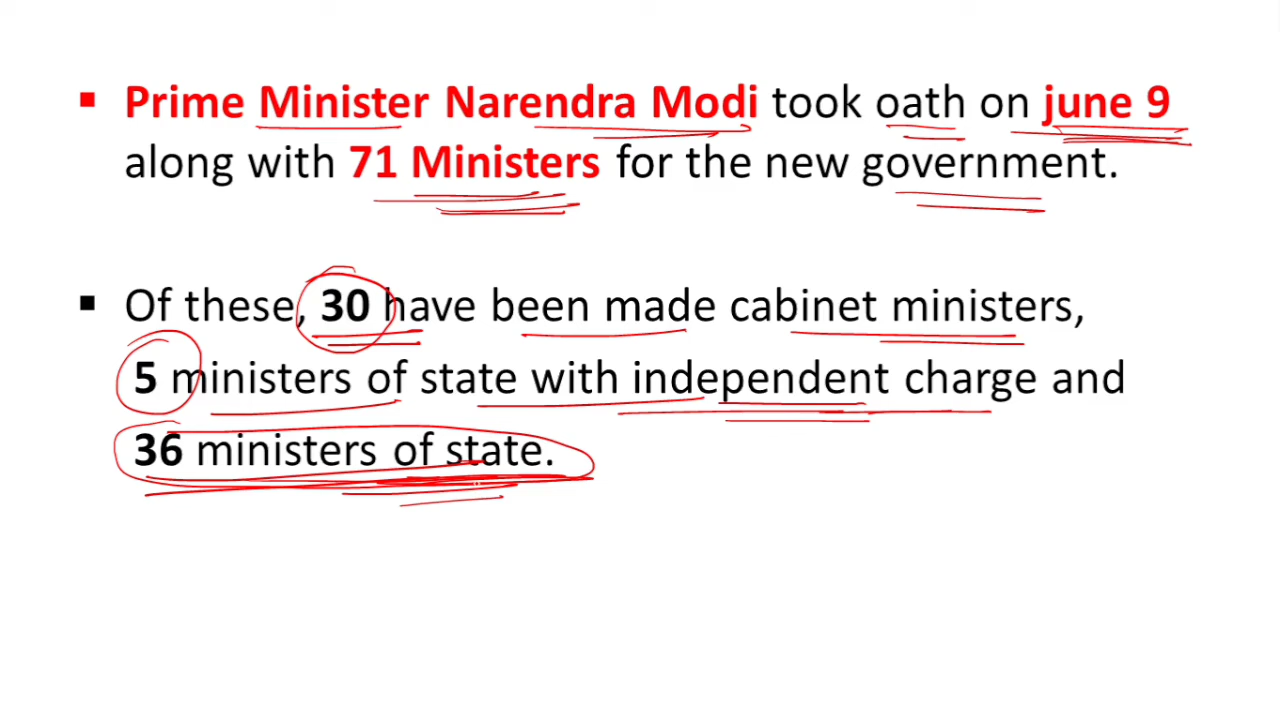 ▪ Prime Minister Narendra Modi took oath on june 9
along with 71 Ministers for the new government.
▪ Of these, 30 have been made cabinet ministers,
5 ministers of state with independent charge and
36 ministers of state.